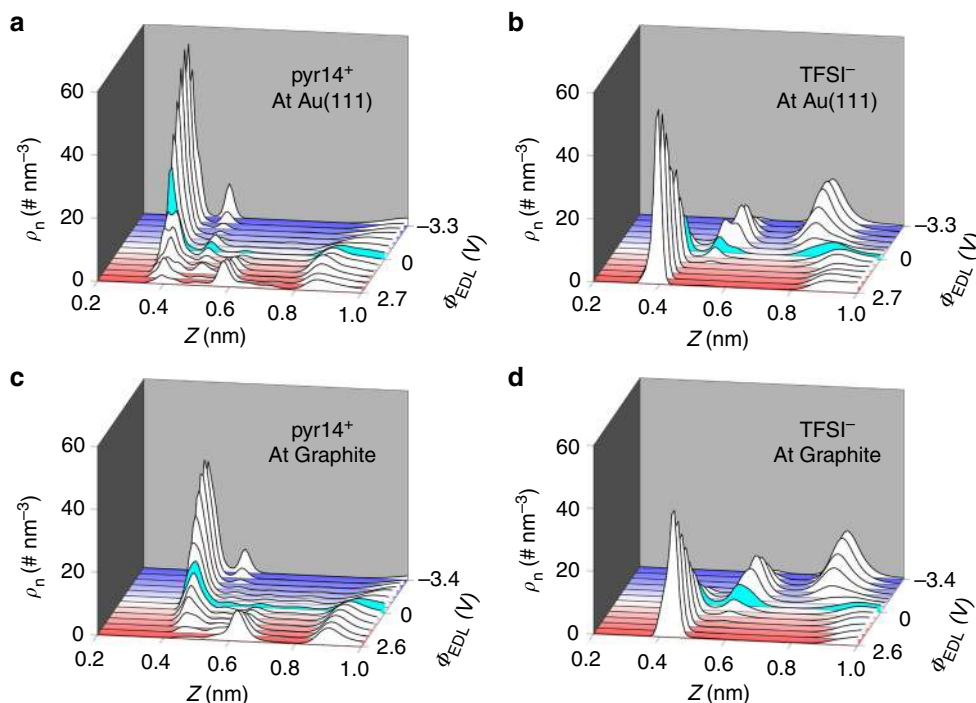 a
pyr14⁺
At Au(111)
60
40
20
0
ρₙ (# nm⁻³)
0.2
0.4
0.6
0.8
1.0
Z (nm)
−3.3
0
2.7
Φ_EDL (V)
b
TFSI⁻
At Au(111)
60
40
20
0
ρₙ (# nm⁻³)
0.2
0.4
0.6
0.8
1.0
Z (nm)
−3.3
0
2.7
Φ_EDL (V)
c
pyr14⁺
At Graphite
60
40
20
0
ρₙ (# nm⁻³)
0.2
0.4
0.6
0.8
1.0
Z (nm)
−3.4
0
2.6
Φ_EDL (V)
d
TFSI⁻
At Graphite
60
40
20
0
ρₙ (# nm⁻³)
0.2
0.4
0.6
0.8
1.0
Z (nm)
−3.4
0
2.6
Φ_EDL (V)